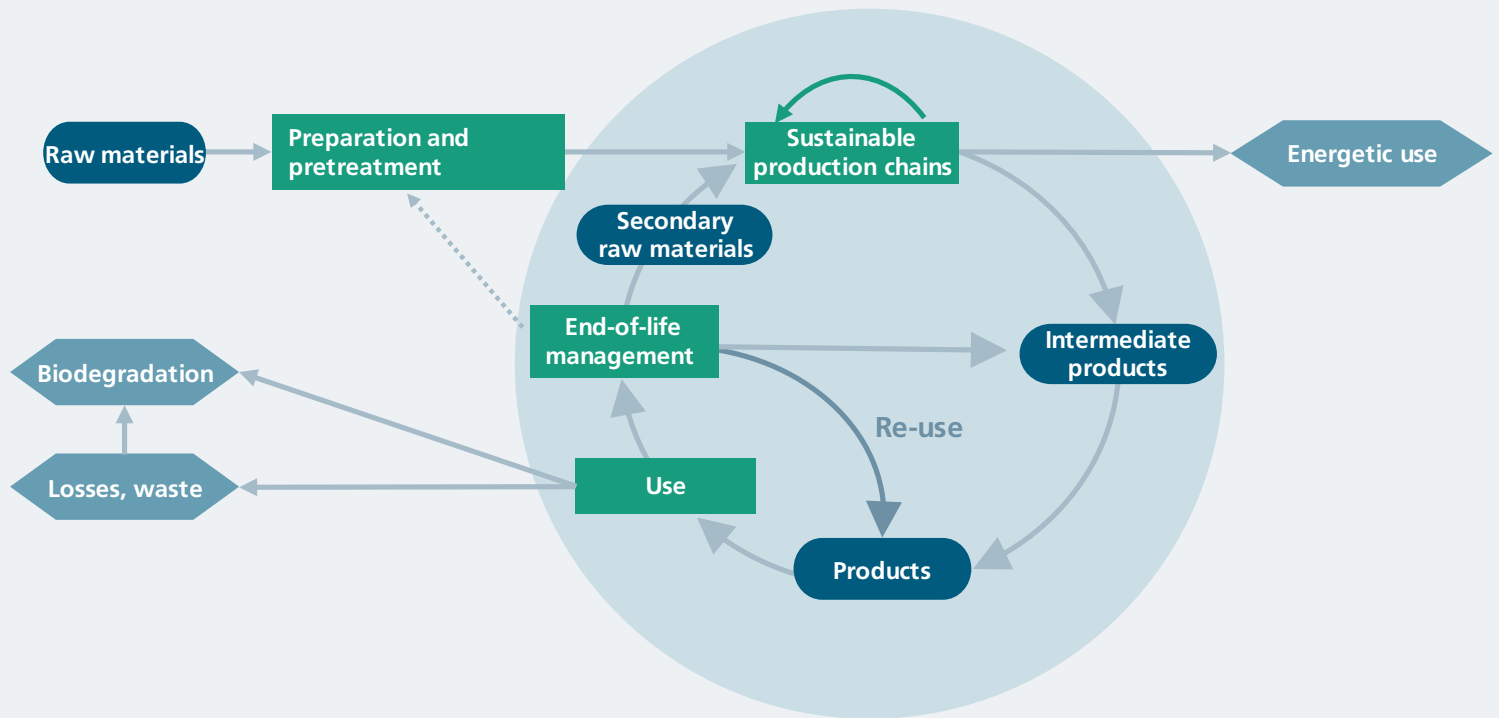 Raw materials
Preparation and
pretreatment
Sustainable
production chains
Energetic use
Secondary
raw materials
End-of-life
management
Intermediate
products
Biodegradation
Re-use
Losses, waste
Use
Products